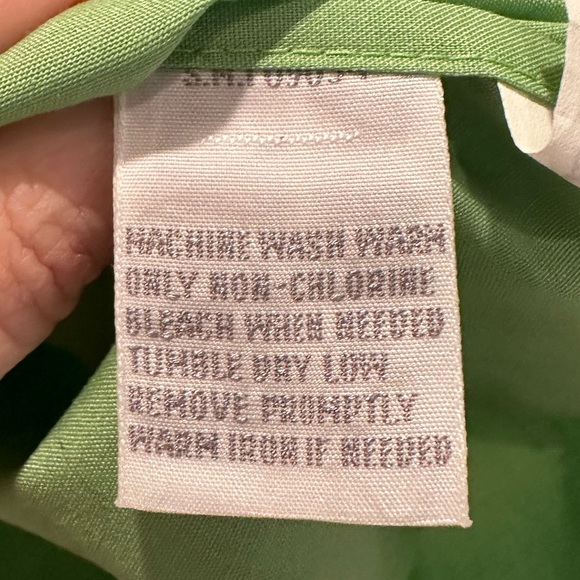 MACHINE WASH WARM
ONLY NON-CHLORINE
BLEACH WHEN NEEDED
TUMBLE DRY LOW
REMOVE PROMPTLY
WARM IRON IF NEEDED